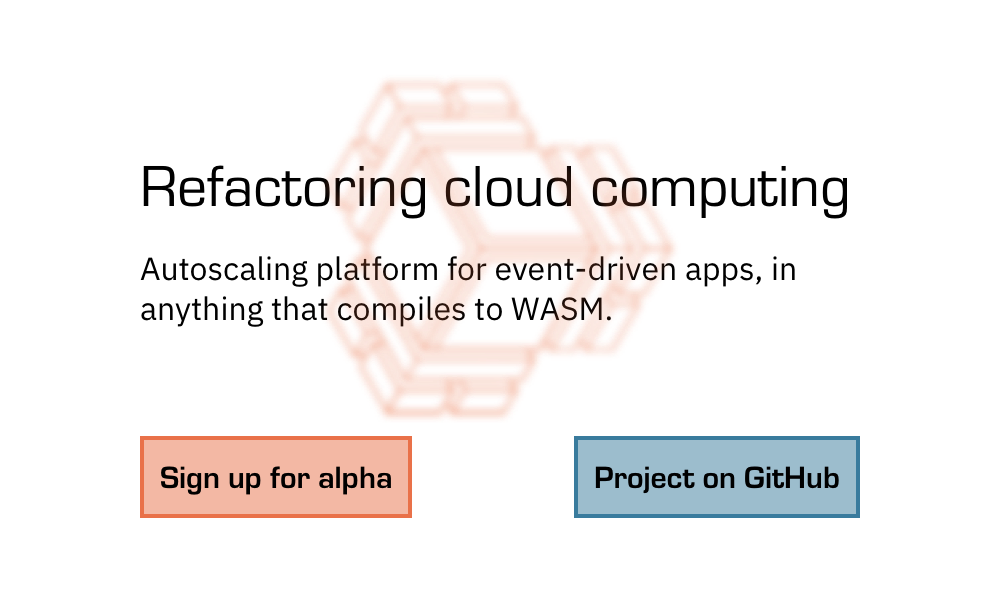 Refactoring cloud computing
Autoscaling platform for event-driven apps, in
anything that compiles to WASM.
Sign up for alpha
Project on GitHub